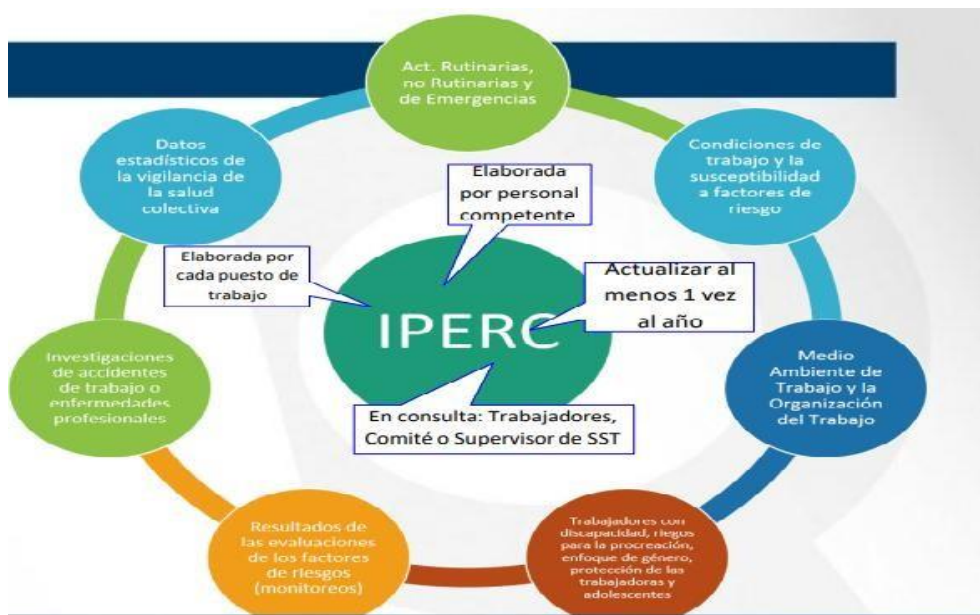 Act. Rutinarias,
no Rutinarias y
de Emergencias
Datos
estadísticos de
la vigilancia de
la salud
colectiva
Condiciones de
trabajo y la
susceptibilidad
a factores de
riesgo
Elaborada
por personal
competente
Elaborada por
cada puesto de
trabajo
Actualizar al
menos 1 vez
al año
IPERC
Investigaciones
de accidentes
de trabajo o
enfermedades
profesionales
Medio
Ambiente de
Trabajo y la
Organización
del Trabajo
En consulta: Trabajadores,
Comité o Supervisor de SST
Resultados de
las evaluaciones
de los factores
de riesgos
(monitoreos)
Trabajadores con
discapacidad, riegos
para la procreación,
enfoque de género,
protección de las
trabajadoras y
adolescentes